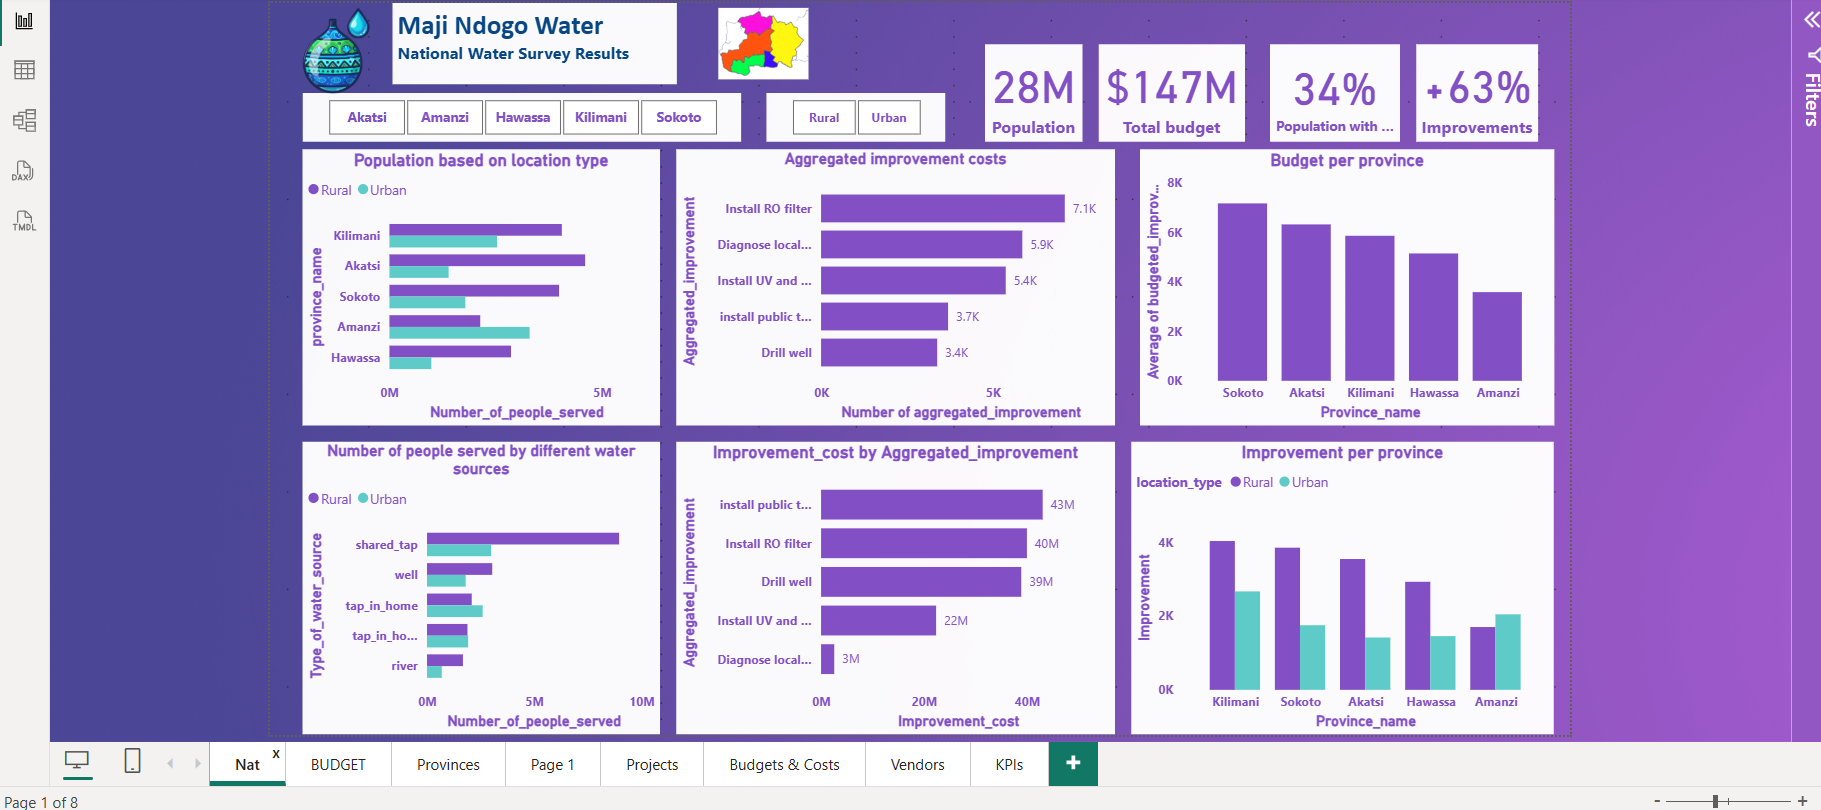 Maji Ndogo Water
National Water Survey Results
Akatsi
Amanzi
Hawassa
Kilimani
Sokoto
Rural
Urban
28M
Population
$147M
Total budget
34%
Population with ...
+63%
Improvements
Filters
DAX
TMDL
Population based on location type
Rural
Urban
province_name
Kilimani
Akatsi
Sokoto
Amanzi
Hawassa
0M
5M
Number_of_people_served
Aggregated improvement costs
Aggregated_improvement
Install RO filter
7.1K
Diagnose local...
5.9K
Install UV and ...
5.4K
install public t...
3.7K
Drill well
3.4K
0K
5K
Number of aggregated_improvement
Budget per province
Average of budgeted_improv...
8K
6K
4K
2K
0K
Sokoto
Akatsi
Kilimani
Hawassa
Amanzi
Province_name
Number of people served by different water
sources
Rural
Urban
Type_of_water_source
shared_tap
well
tap_in_home
tap_in_ho...
river
0M
5M
10M
Number_of_people_served
Improvement_cost by Aggregated_improvement
Aggregated_improvement
install public t...
43M
Install RO filter
40M
Drill well
39M
Install UV and ...
22M
Diagnose local...
3M
0M
20M
40M
Improvement_cost
Improvement per province
location_type
Rural
Urban
Improvement
4K
2K
0K
Kilimani
Sokoto
Akatsi
Hawassa
Amanzi
Province_name
Nat
x
BUDGET
Provinces
Page 1
Projects
Budgets & Costs
Vendors
KPIs
+
Page 1 of 8
-
+